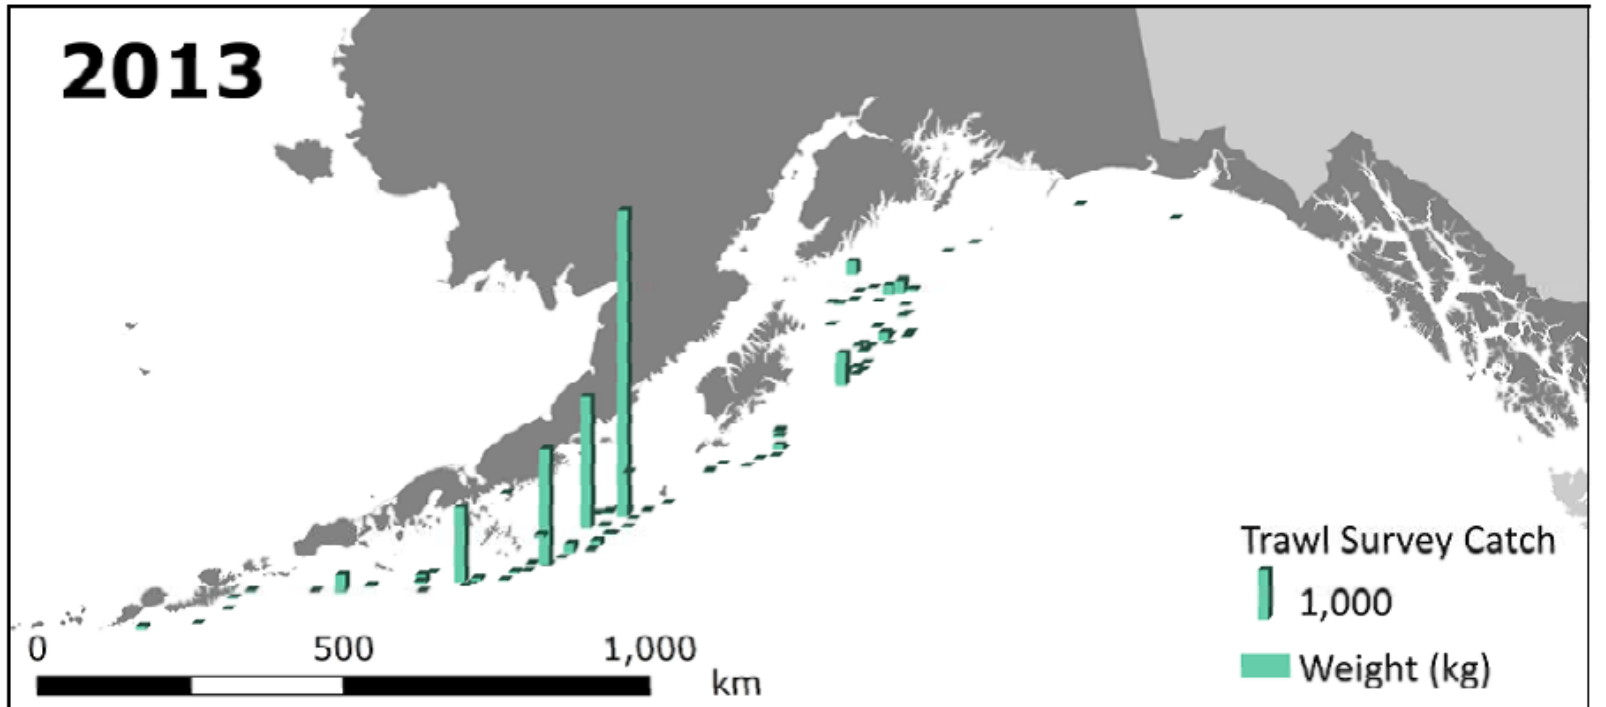 2013
Trawl Survey Catch
1,000
Weight (kg)
0 500 1,000
km